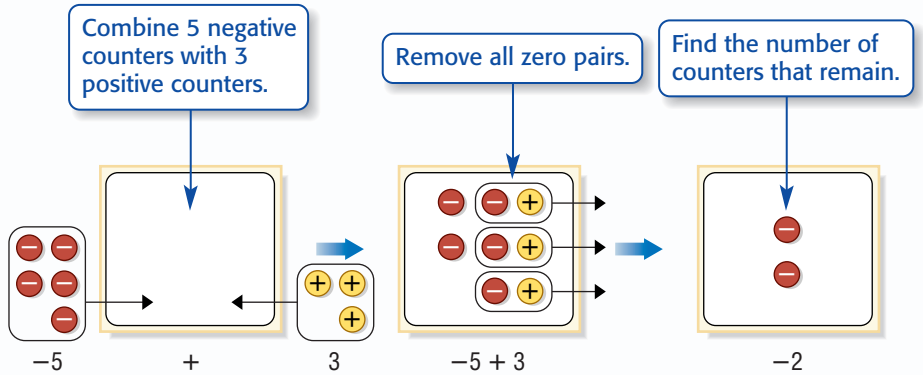 Combine 5 negative
counters with 3
positive counters.
Remove all zero pairs.
Find the number of
counters that remain.
− −
− −
−
+ +
+
− − +
− − +
− +
−
−
−5 + 3
−5 + 3
−2